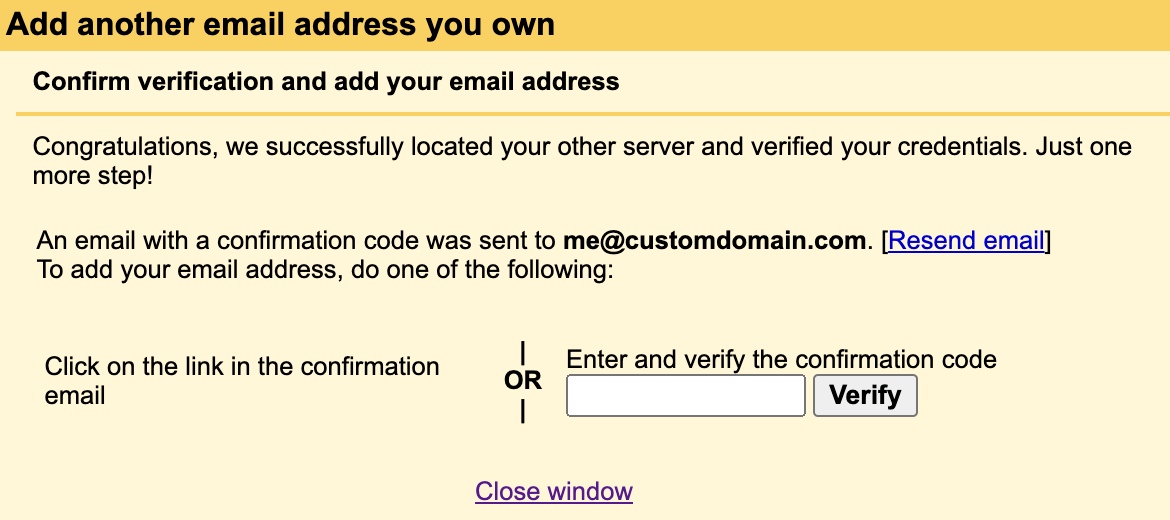 Add another email address you own
Confirm verification and add your email address
Congratulations, we successfully located your other server and verified your credentials. Just one
more step!
An email with a confirmation code was sent to me@customdomain.com. [Resend email]
To add your email address, do one of the following:
Click on the link in the confirmation
email
|
OR
|
Enter and verify the confirmation code
Verify
Close window